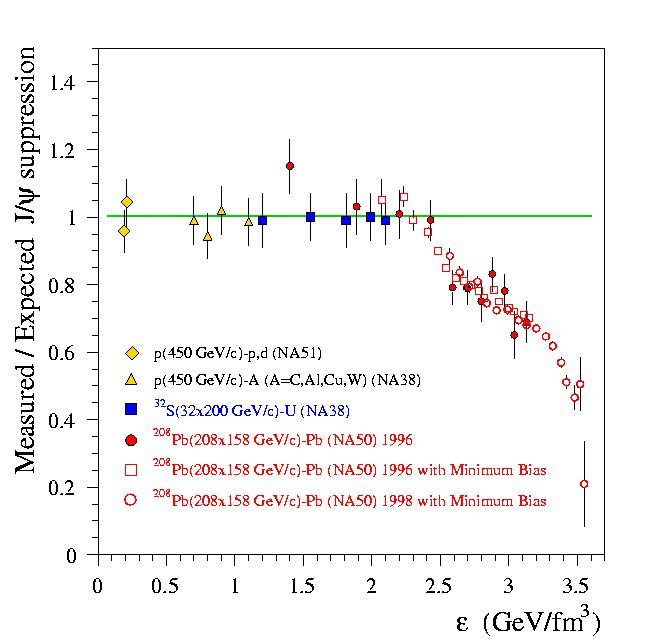 Measured / Expected J/ψ suppression
1.4
1.2
1
0.8
0.6
0.4
0.2
0
p(450 GeV/c)-p,d (NA51)
p(450 GeV/c)-A (A=C,Al,Cu,W) (NA38)
³²S(32x200 GeV/c)-U (NA38)
²⁰⁸Pb(208x158 GeV/c)-Pb (NA50) 1996
²⁰⁸Pb(208x158 GeV/c)-Pb (NA50) 1996 with Minimum Bias
²⁰⁸Pb(208x158 GeV/c)-Pb (NA50) 1998 with Minimum Bias
0 0.5 1 1.5 2 2.5 3 3.5
ε (GeV/fm³)